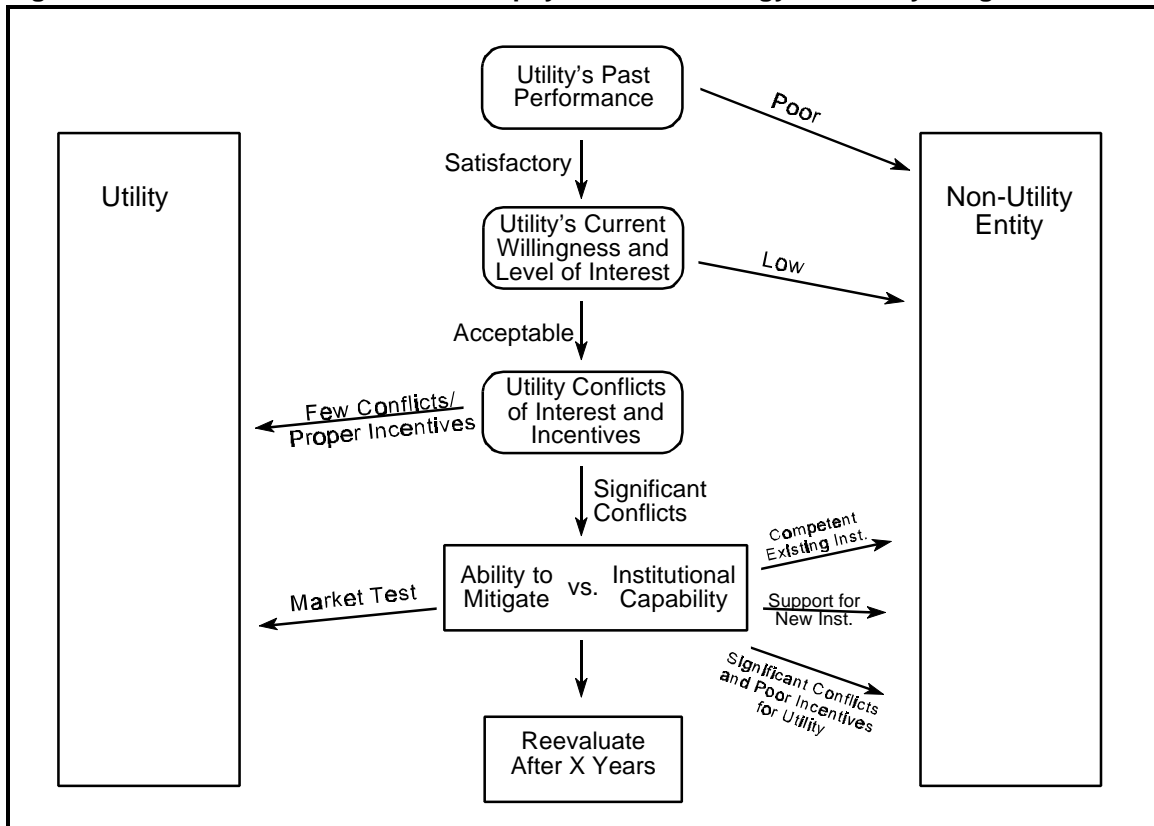 Utility's Past
Performance
Poor
Satisfactory
Utility
Non-Utility
Entity
Utility's Current
Willingness and
Level of Interest
Low
Acceptable
Utility Conflicts
of Interest and
Incentives
Few Conflicts/
Proper Incentives
Significant
Conflicts
Competent
Existing Inst.
Ability to
Mitigate
vs.
Institutional
Capability
Market Test
Support for
New Inst.
Significant Conflicts
and Poor Incentives
for Utility
Reevaluate
After X Years